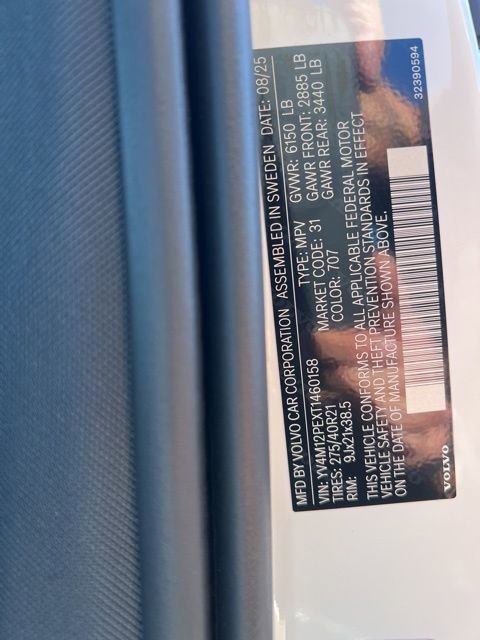 MFD BY VOLVO CAR CORPORATION ASSEMBLED IN SWEDEN DATE: 08/25
VIN: YV4M12PEXT1460158 TYPE: MPV GVWR: 6150 LB
TIRES: 275/40R21 MARKET CODE: 31 GAWR FRONT: 2885 LB
RIM: 9Jx21x38.5 COLOR: 707 GAWR REAR: 3440 LB
THIS VEHICLE CONFORMS TO ALL APPLICABLE FEDERAL MOTOR
VEHICLE SAFETY AND THEFT PREVENTION STANDARDS IN EFFECT
ON THE DATE OF MANUFACTURE SHOWN ABOVE.
VOLVO 32390594